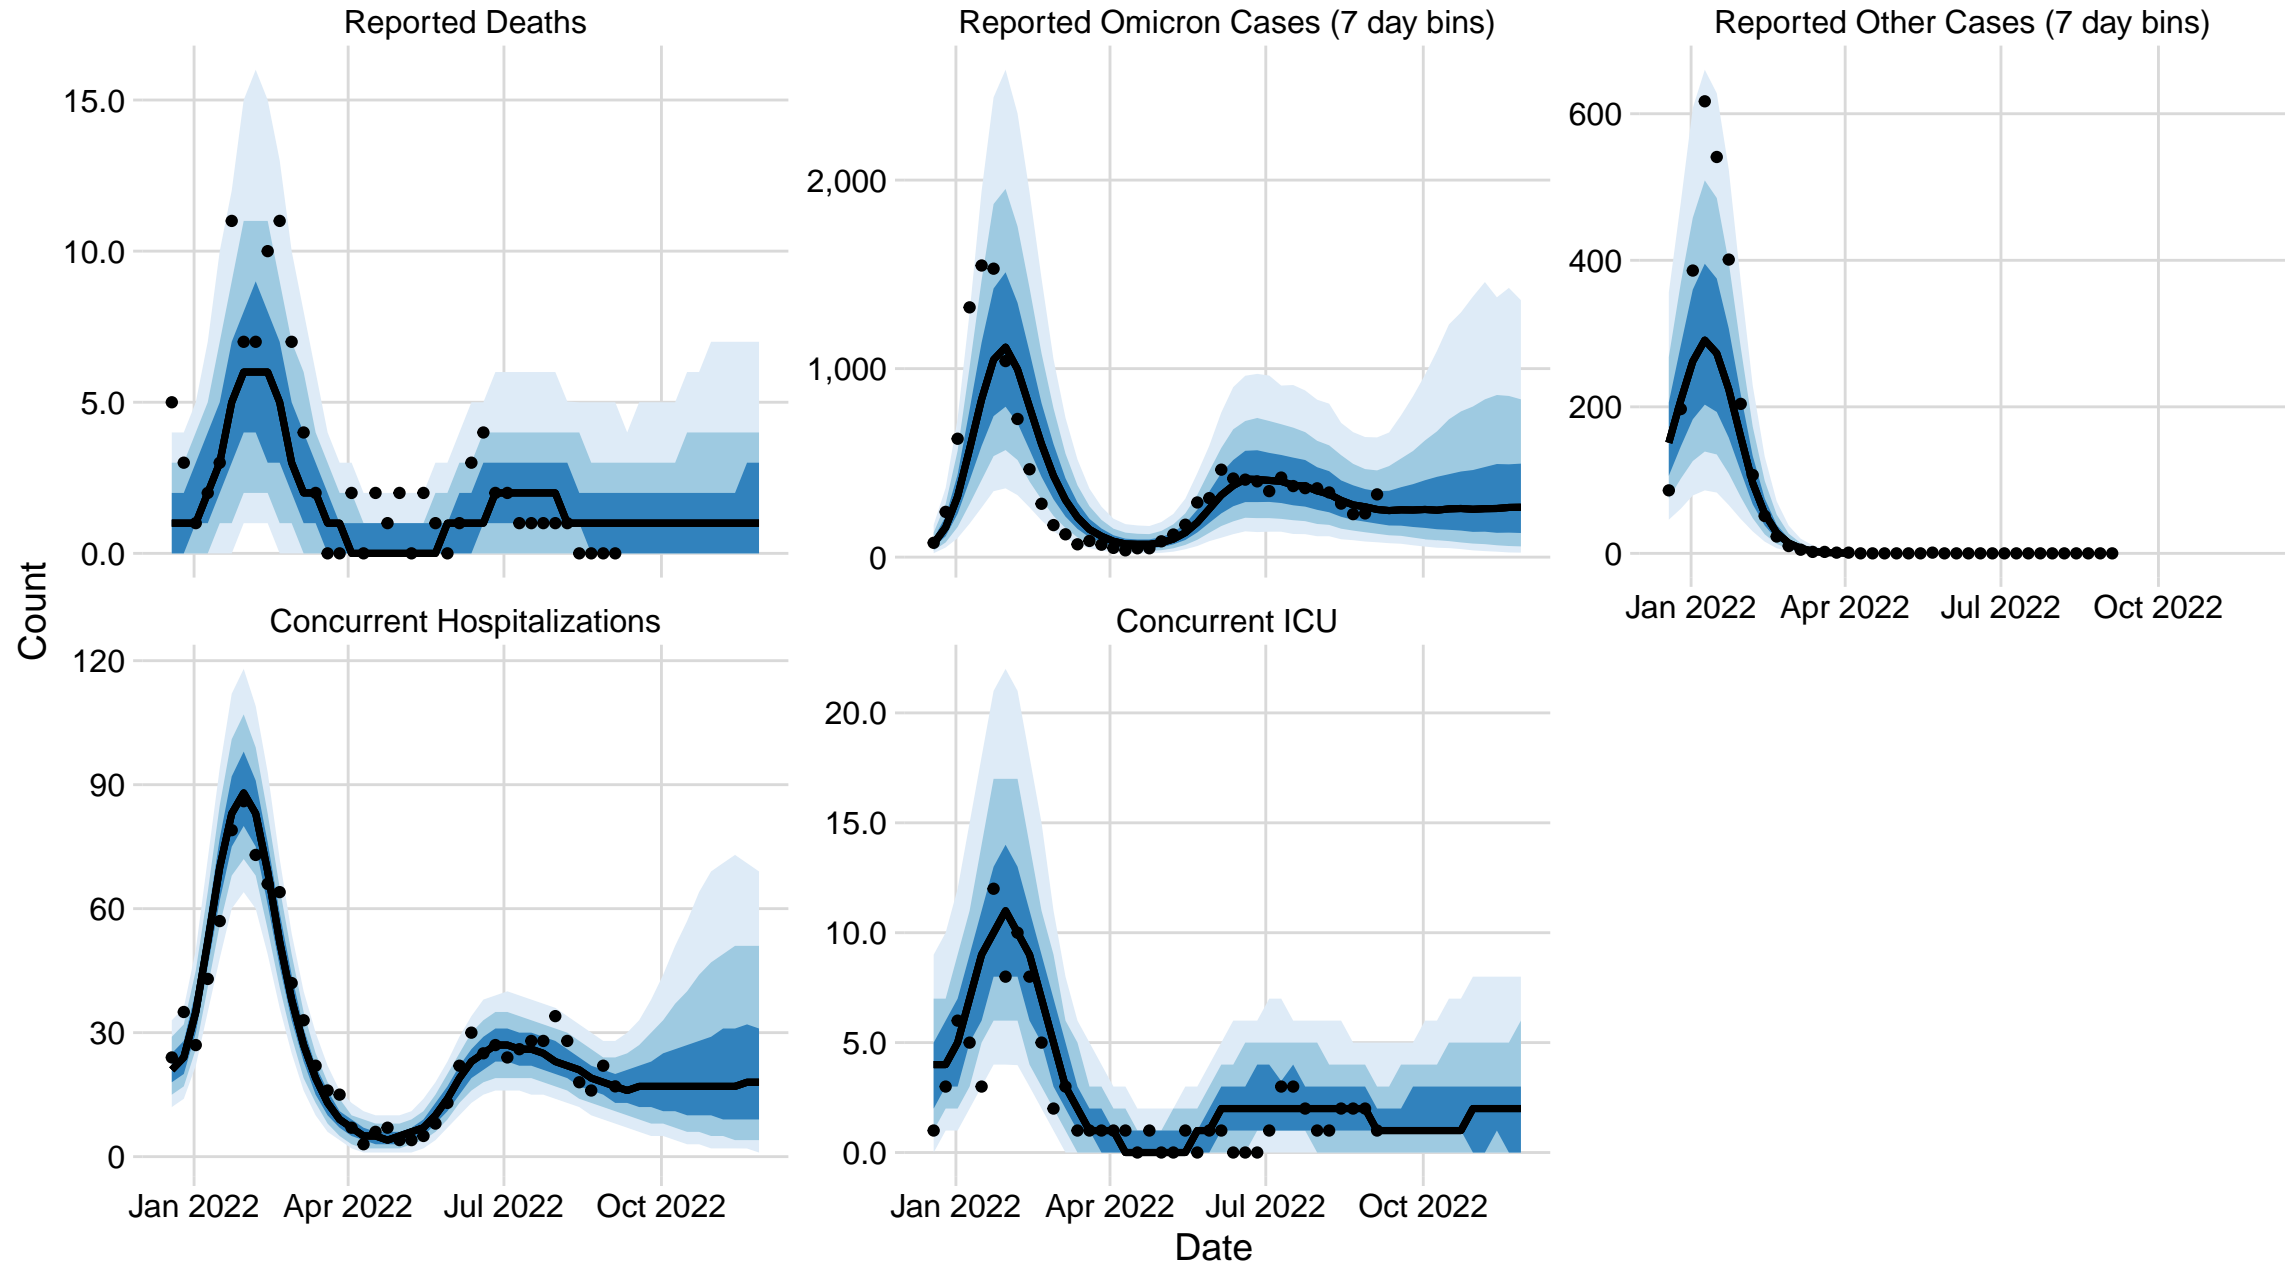 Reported Deaths
Reported Omicron Cases (7 day bins)
Reported Other Cases (7 day bins)
15.0
10.0
5.0
0.0
2,000
1,000
0
600
400
200
0
Jan 2022 Apr 2022 Jul 2022 Oct 2022
Count
Concurrent Hospitalizations
Concurrent ICU
120
90
60
30
0
20.0
15.0
10.0
5.0
0.0
Jan 2022 Apr 2022 Jul 2022 Oct 2022
Jan 2022 Apr 2022 Jul 2022 Oct 2022
Date